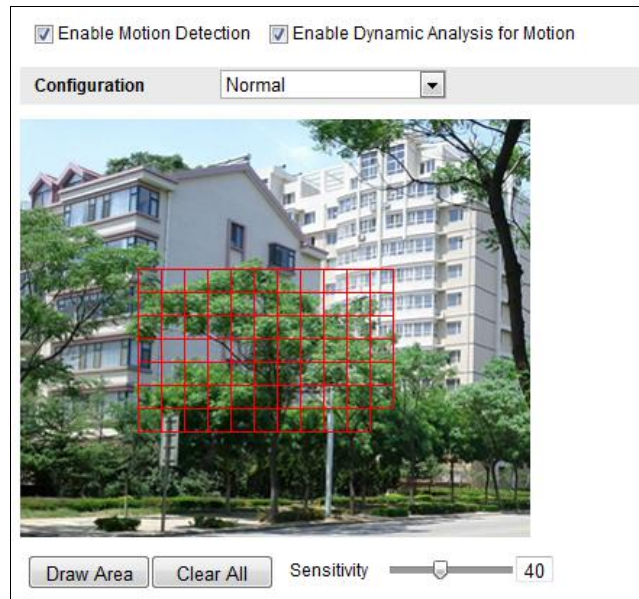 Enable Motion Detection Enable Dynamic Analysis for Motion
Configuration Normal
Draw Area Clear All Sensitivity 40